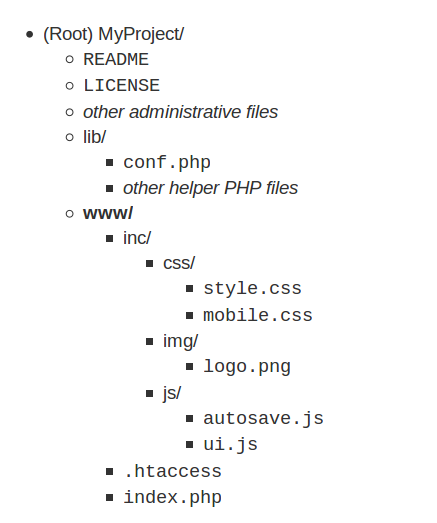 (Root) MyProject/
README
LICENSE
other administrative files
lib/
conf.php
other helper PHP files
www/
inc/
css/
style.css
mobile.css
img/
logo.png
js/
autosave.js
ui.js
.htaccess
index.php